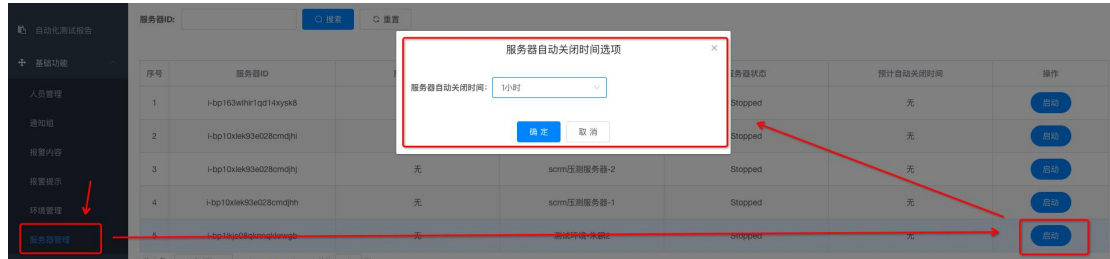 服务器ID:
搜索
重置
自动化测试报告
基础功能
人员管理
通知组
报警内容
报警提示
环境管理
服务器管理
服务器自动关闭时间选项
服务器自动关闭时间: 1小时
确 定 取 消
序号 服务器ID 服务器状态 预计自动关闭时间 操作
1 i-bp163wihir1qd14xysk8 Stopped 无 启动
2 i-bp10xlek93e028cmdjhi Stopped 无 启动
3 i-bp10xlek93e028cmdjhj 无 scrm压测服务器-2 Stopped 无 启动
4 i-bp10xlek93e028cmdjhh 无 scrm压测服务器-1 Stopped 无 启动
5 无 Stopped 无 启动